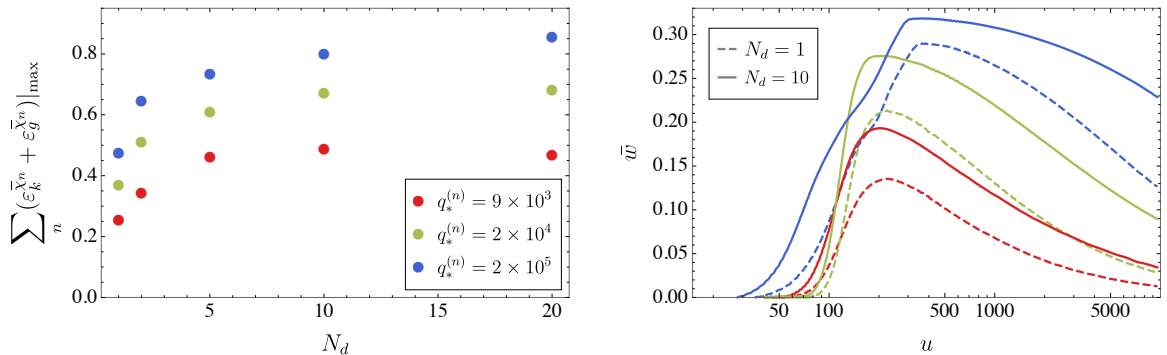 0.8
0.6
0.4
0.2
0.0
5
10
15
20
N_d
∑_n (ε̄_k^{χ_n} + ε̄_g^{χ_n})|_max
q_*^{(n)} = 9 × 10^3
q_*^{(n)} = 2 × 10^4
q_*^{(n)} = 2 × 10^5
0.30
0.25
0.20
0.15
0.10
0.05
0.00
50
100
500
1000
5000
u
w̄
N_d = 1
N_d = 10